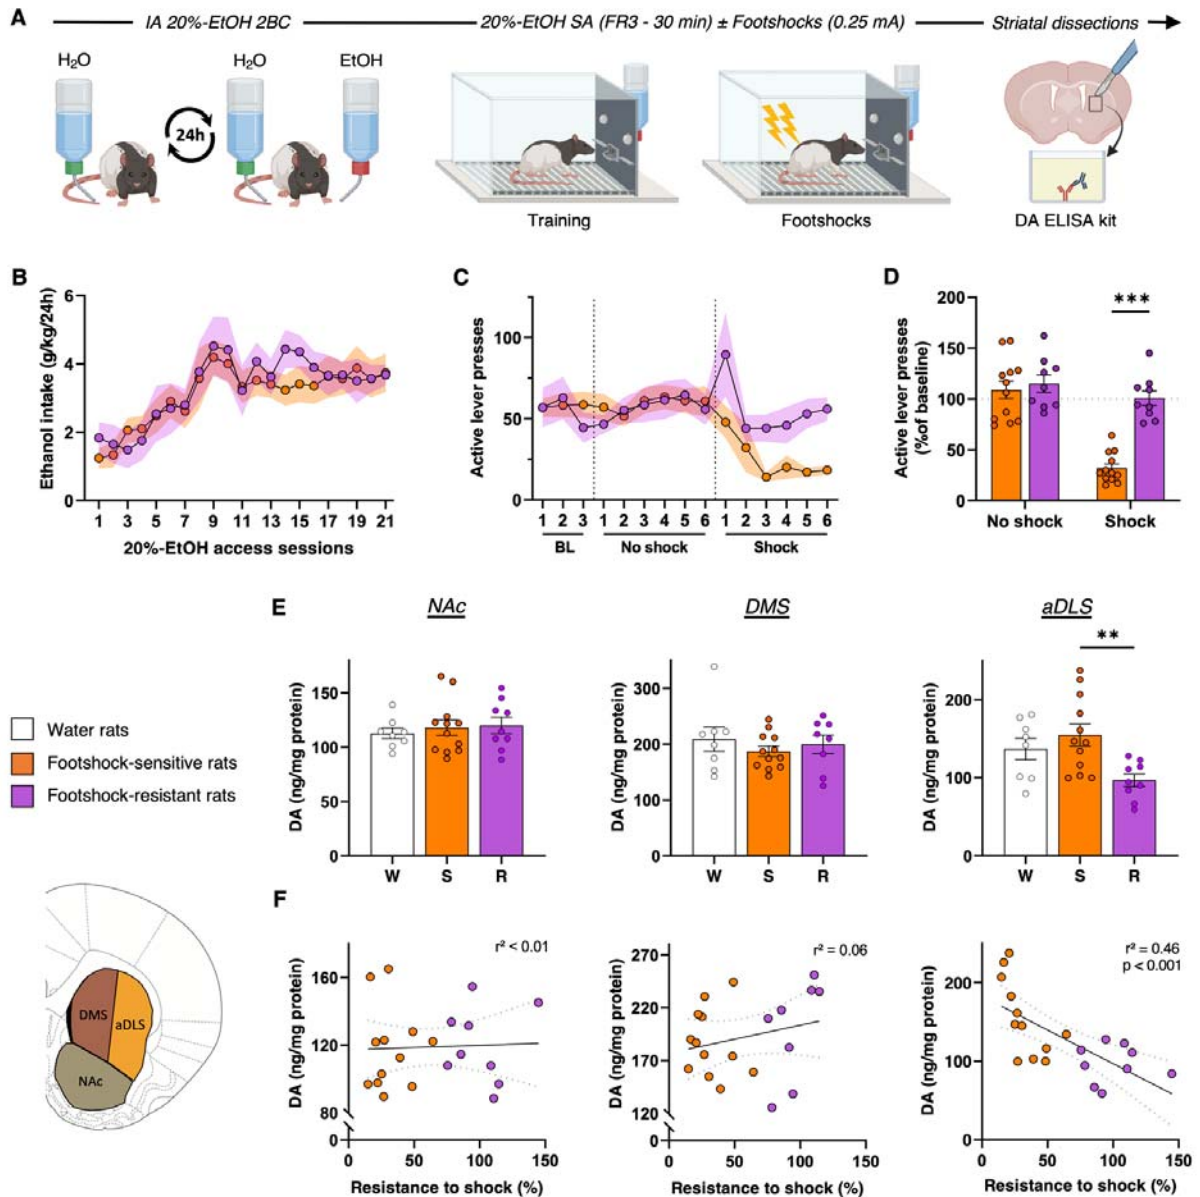 A
IA 20%-EtOH 2BC
20%-EtOH SA (FR3 - 30 min) ± Footshocks (0.25 mA)
Striatal dissections
H₂O
H₂O
EtOH
24h
Training
Footshocks
DA ELISA kit
B
Ethanol intake (g/kg/24h)
6
4
2
0
1 3 5 7 9 11 13 15 17 19 21
20%-EtOH access sessions
C
Active lever presses
100
50
0
1 2 3 1 2 3 4 5 6 1 2 3 4 5 6
BL No shock Shock
D
Active lever presses
(%of baseline)
200
150
100
50
0
***
No shock Shock
Water rats
Footshock-sensitive rats
Footshock-resistant rats
E
NAc
DA (ng/mg protein)
150
100
50
0
W S R
DMS
DA (ng/mg protein)
300
200
100
0
W S R
aDLS
**
DA (ng/mg protein)
200
100
0
W S R
DMS
aDLS
NAc
F
r² < 0.01
DA (ng/mg protein)
160
120
80
0
0 50 100 150
Resistance to shock (%)
r² = 0.06
DA (ng/mg protein)
270
220
170
120
0
0 50 100 150
Resistance to shock (%)
r² = 0.46
p < 0.001
DA (ng/mg protein)
200
100
0
0 50 100 150
Resistance to shock (%)